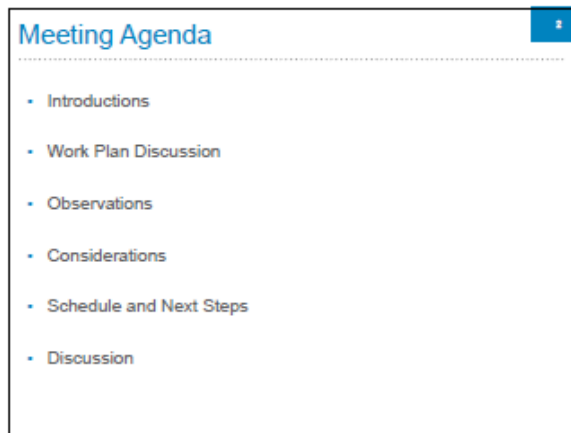 Meeting Agenda
2
• Introductions
• Work Plan Discussion
• Observations
• Considerations
• Schedule and Next Steps
• Discussion